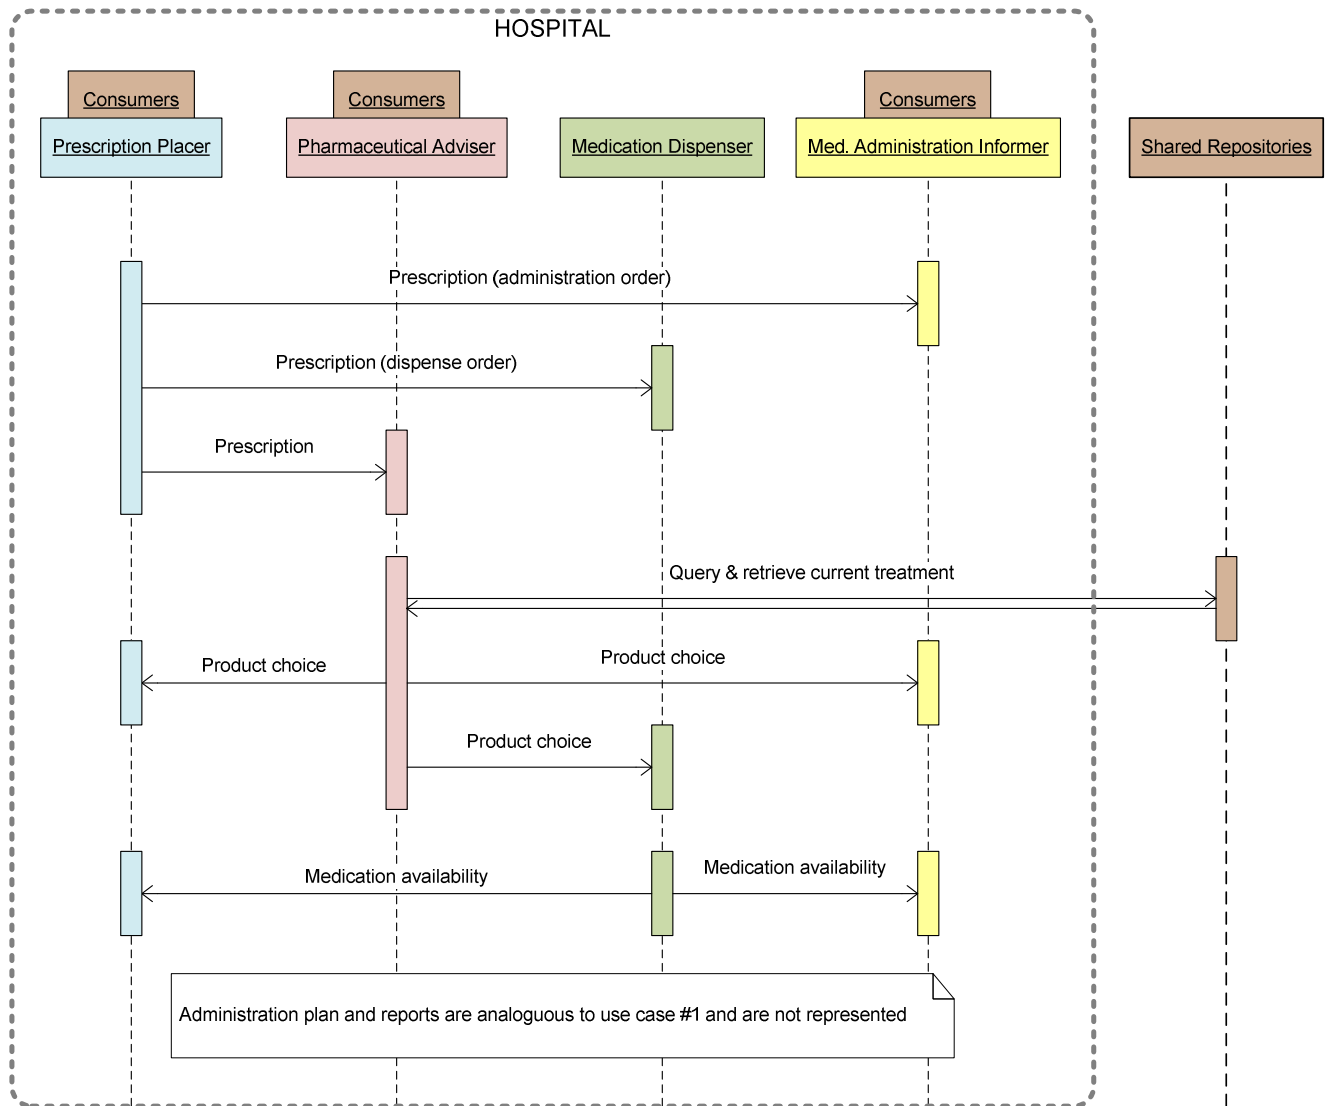 HOSPITAL
Consumers
Consumers
Consumers
Prescription Placer
Pharmaceutical Adviser
Medication Dispenser
Med. Administration Informer
Shared Repositories
Prescription (administration order)
Prescription (dispense order)
Prescription
Query & retrieve current treatment
Product choice
Product choice
Product choice
Medication availability
Medication availability
Administration plan and reports are analoguous to use case #1 and are not represented